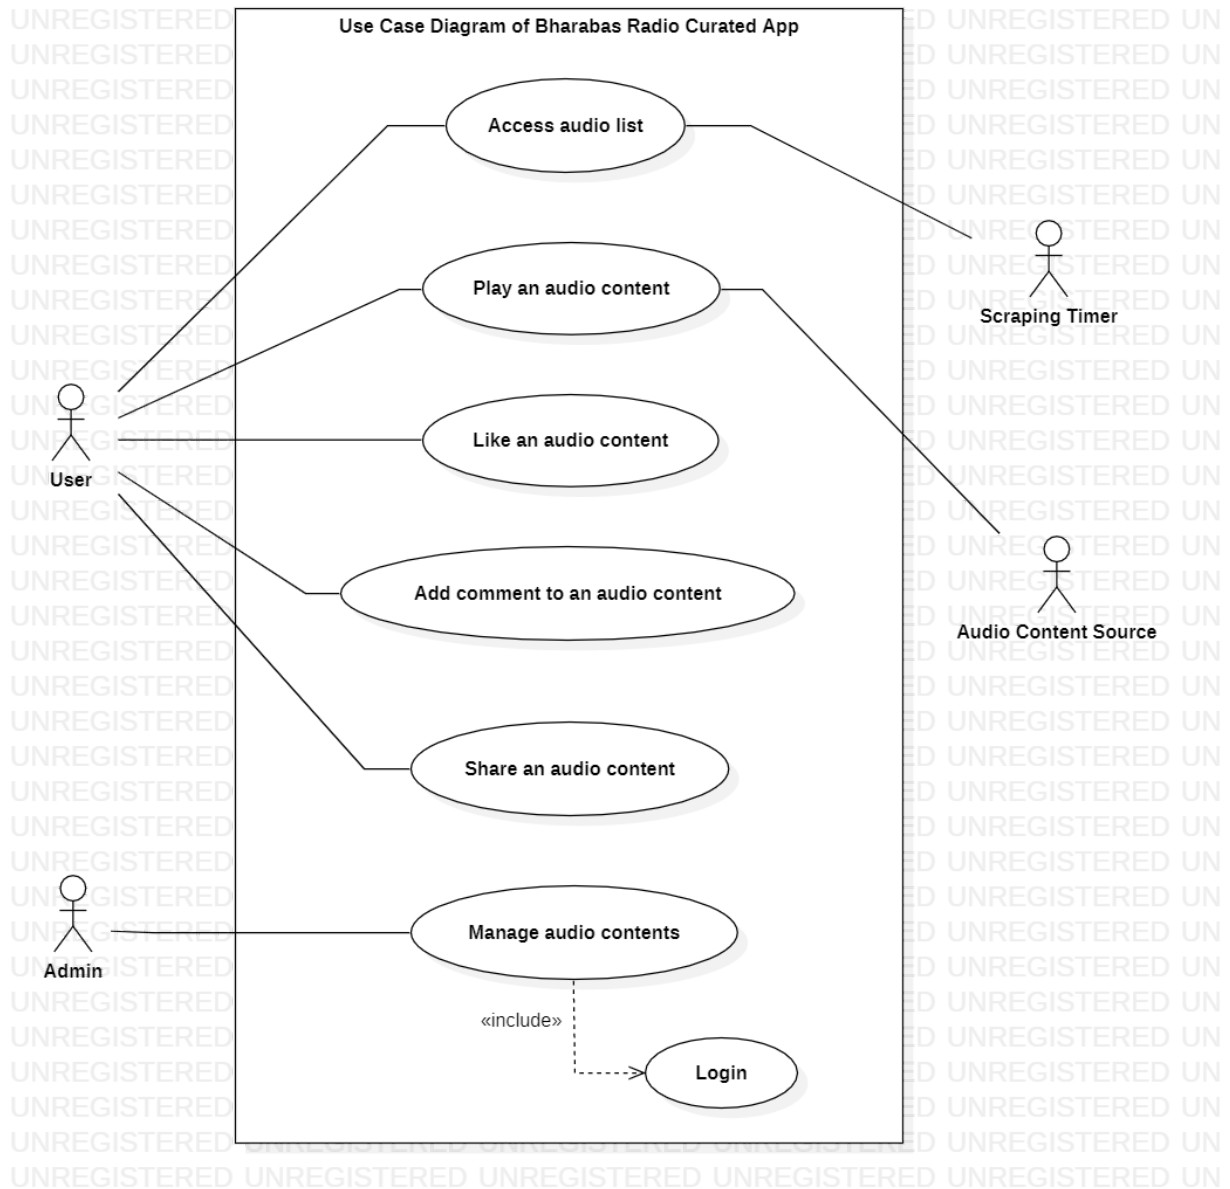 Use Case Diagram of Bharabas Radio Curated App
Access audio list
Scraping Timer
Play an audio content
User
Like an audio content
Add comment to an audio content
Audio Content Source
Share an audio content
Admin
Manage audio contents
«include»
Login
UNREGISTERED